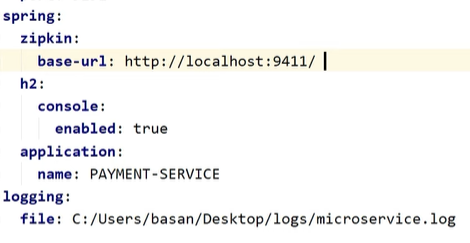 spring:
  zipkin:
    base-url: http://localhost:9411/
  h2:
    console:
      enabled: true
  application:
    name: PAYMENT-SERVICE
logging:
  file: C:/Users/basan/Desktop/logs/microservice.log